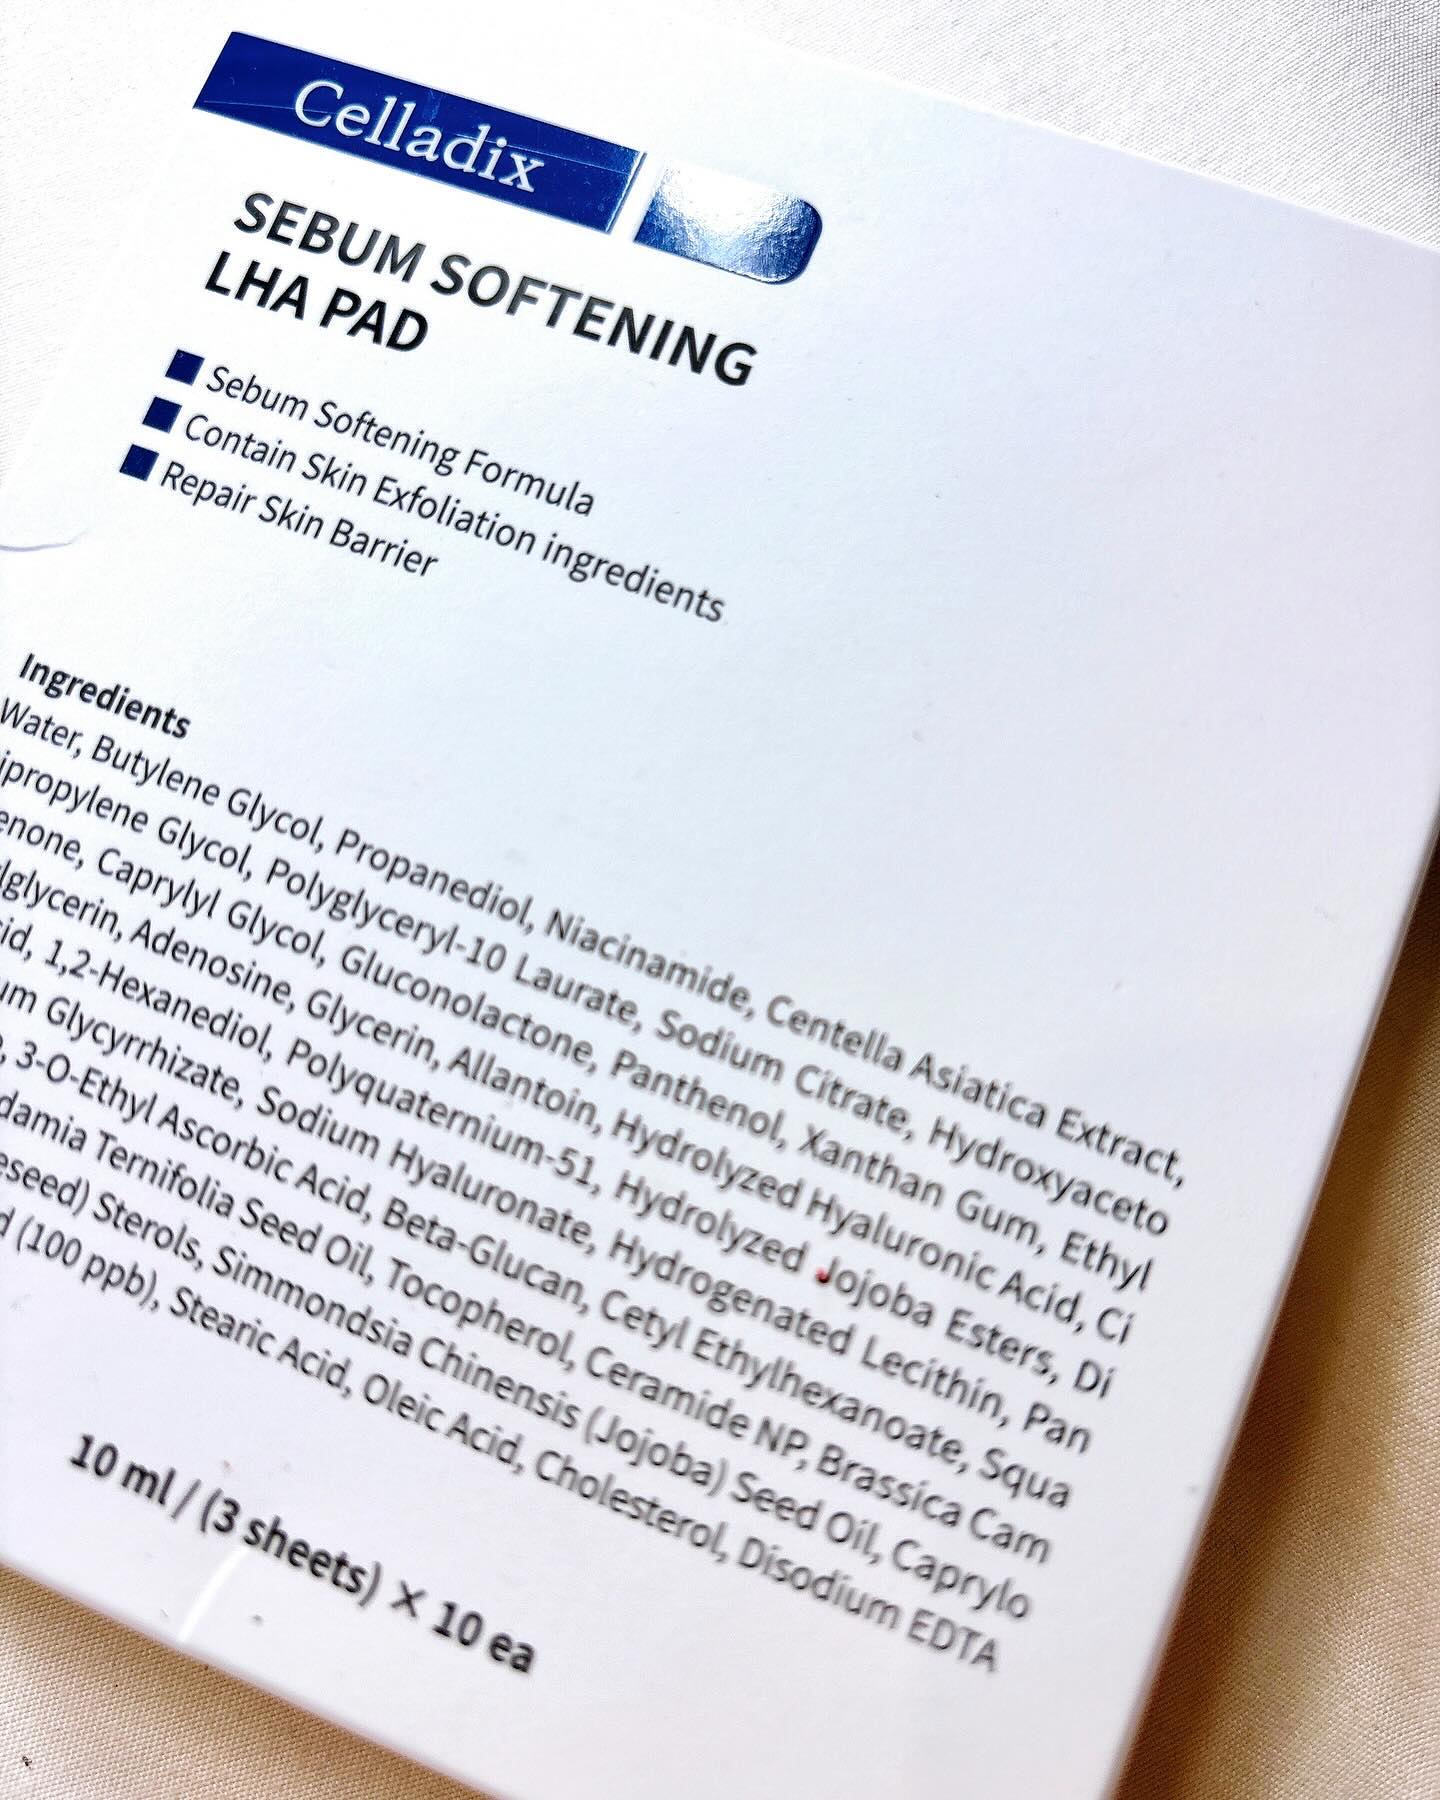 Celladix
SEBUM SOFTENING
LHA PAD
Sebum Softening Formula
Contain Skin Exfoliation ingredients
Repair Skin Barrier
Ingredients
Water, Butylene Glycol, Propanediol, Niacinamide, Centella Asiatica Extract,
ipropylene Glycol, Polyglyceryl-10 Laurate, Sodium Citrate, Hydroxyaceto
enone, Caprylyl Glycol, Gluconolactone, Panthenol, Xanthan Gum, Ethyl
lglycerin, Adenosine, Glycerin, Allantoin, Hydrolyzed Hyaluronic Acid, Ci
id, 1,2-Hexanediol, Polyquaternium-51, Hydrolyzed Jojoba Esters, Di
um Glycyrrhizate, Sodium Hyaluronate, Hydrogenated Lecithin, Pan
, 3-O-Ethyl Ascorbic Acid, Beta-Glucan, Cetyl Ethylhexanoate, Squa
damia Ternifolia Seed Oil, Tocopherol, Ceramide NP, Brassica Cam
eseed) Sterols, Simmondsia Chinensis (Jojoba) Seed Oil, Caprylo
d (100 ppb), Stearic Acid, Oleic Acid, Cholesterol, Disodium EDTA
10 ml / (3 sheets) X 10 ea